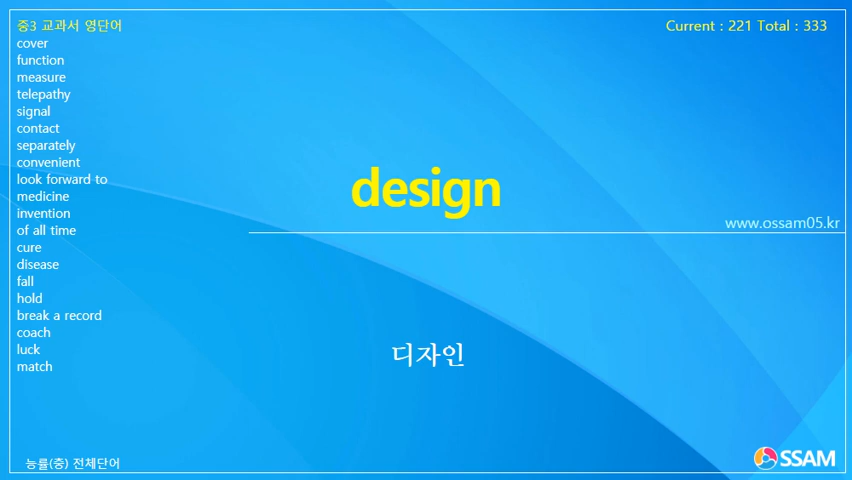 중3 교과서 영단어
Current : 221 Total : 333
cover
function
measure
telepathy
signal
contact
separately
convenient
look forward to
medicine
invention
of all time
cure
disease
fall
hold
break a record
coach
luck
match
design
www.ossam05.kr
디자인
능률(중) 전체단어
OSSAM